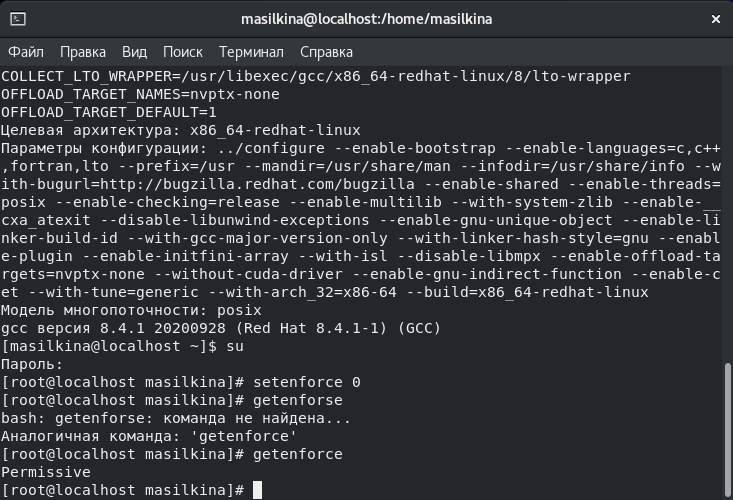 masilkina@localhost:/home/masilkina
Файл Правка Вид Поиск Терминал Справка
COLLECT_LTO_WRAPPER=/usr/libexec/gcc/x86_64-redhat-linux/8/lto-wrapper
OFFLOAD_TARGET_NAMES=nvptx-none
OFFLOAD_TARGET_DEFAULT=1
Целевая архитектура: x86_64-redhat-linux
Параметры конфигурации: ../configure --enable-bootstrap --enable-languages=c,c++
,fortran,lto --prefix=/usr --mandir=/usr/share/man --infodir=/usr/share/info --w
ith-bugurl=http://bugzilla.redhat.com/bugzilla --enable-shared --enable-threads=
posix --enable-checking=release --enable-multilib --with-system-zlib --enable-__
cxa_atexit --disable-libunwind-exceptions --enable-gnu-unique-object --enable-li
nker-build-id --with-gcc-major-version-only --with-linker-hash-style=gnu --enabl
e-plugin --enable-initfini-array --with-isl --disable-libmpx --enable-offload-ta
rgets=nvptx-none --without-cuda-driver --enable-gnu-indirect-function --enable-c
et --with-tune=generic --with-arch_32=x86-64 --build=x86_64-redhat-linux
Модель многопоточности: posix
gcc версия 8.4.1 20200928 (Red Hat 8.4.1-1) (GCC)
[masilkina@localhost ~]$ su
Пароль:
[root@localhost masilkina]# setenforce 0
[root@localhost masilkina]# getenforse
bash: getenforse: команда не найдена...
Аналогичная команда: 'getenforce'
[root@localhost masilkina]# getenforce
Permissive
[root@localhost masilkina]#